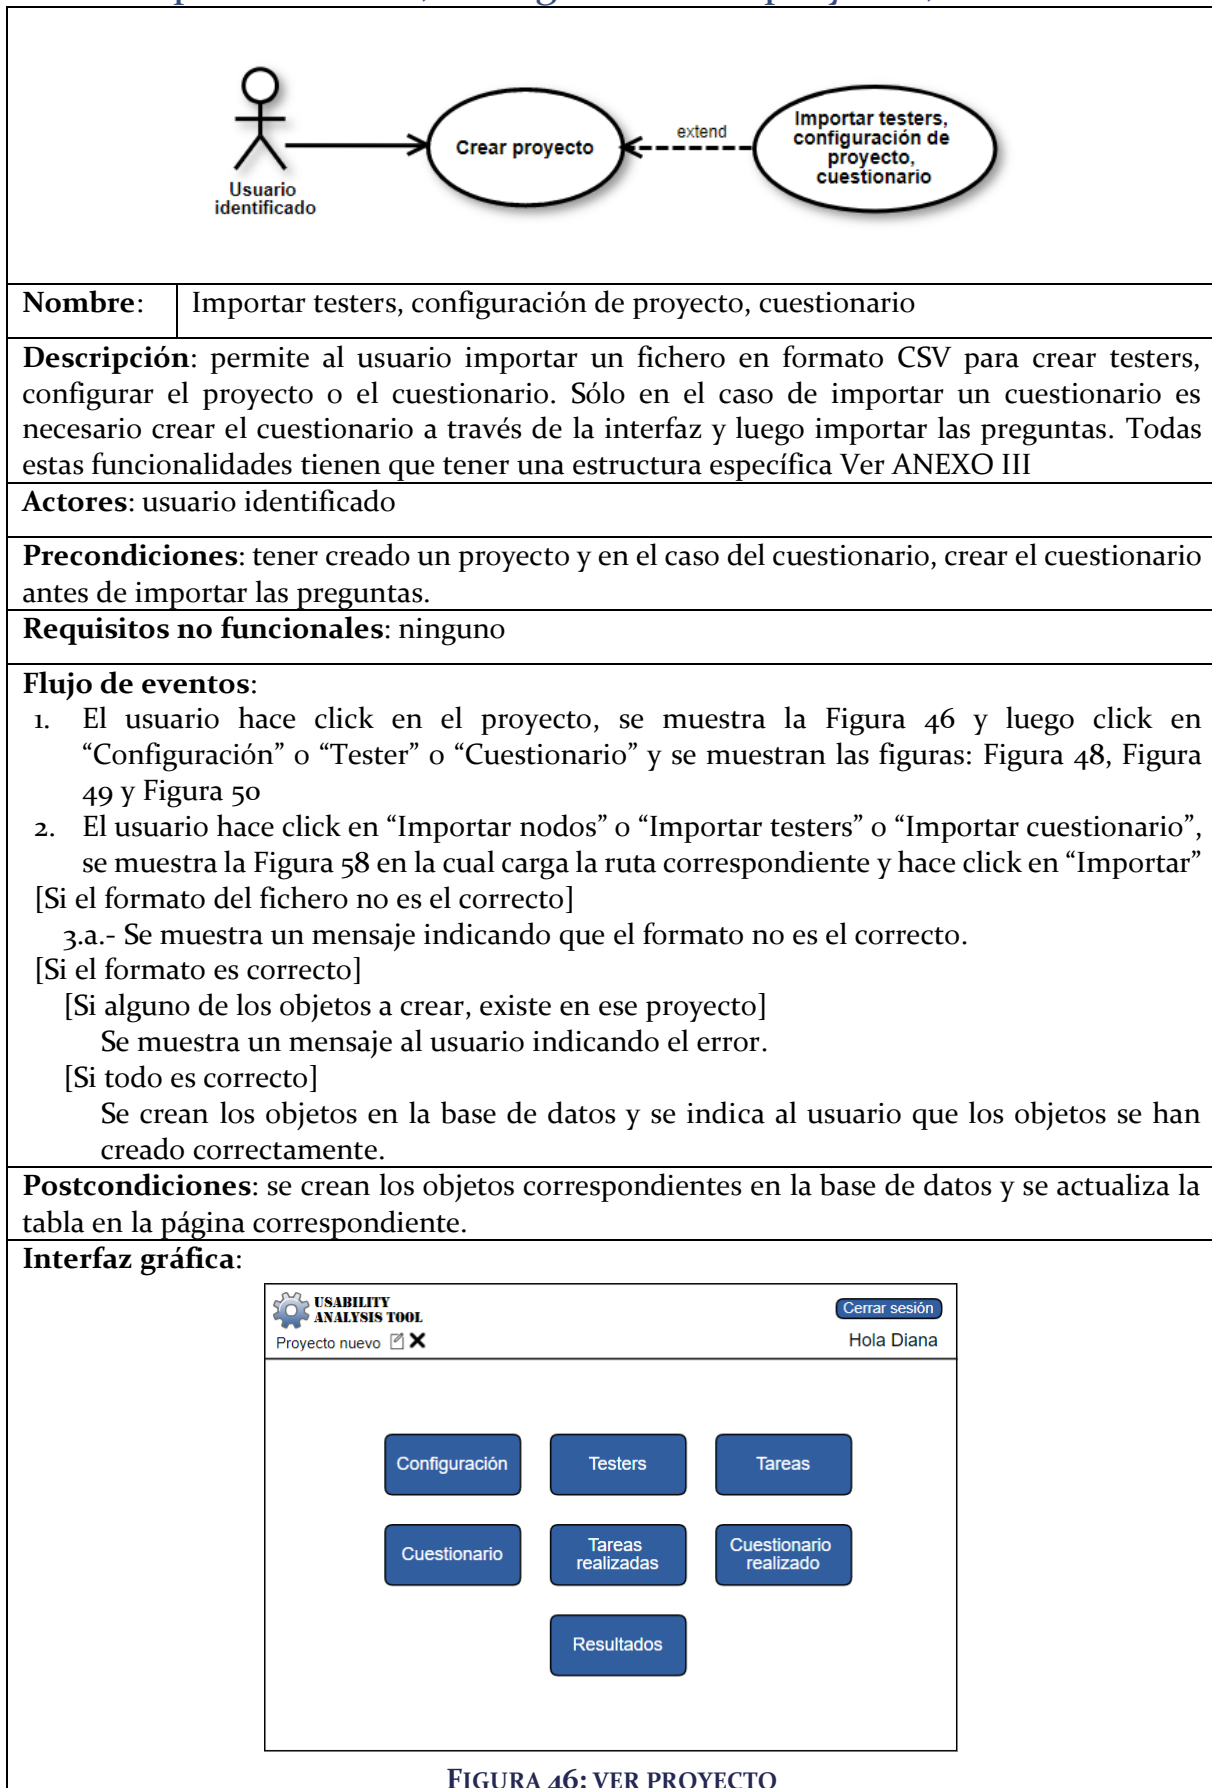 Usuario
identificado
Crear proyecto
extend
Importar testers,
configuración de
proyecto,
cuestionario
Nombre: Importar testers, configuración de proyecto, cuestionario
Descripción: permite al usuario importar un fichero en formato CSV para crear testers,
configurar el proyecto o el cuestionario. Sólo en el caso de importar un cuestionario es
necesario crear el cuestionario a través de la interfaz y luego importar las preguntas. Todas
estas funcionalidades tienen que tener una estructura específica Ver ANEXO III
Actores: usuario identificado
Precondiciones: tener creado un proyecto y en el caso del cuestionario, crear el cuestionario
antes de importar las preguntas.
Requisitos no funcionales: ninguno
Flujo de eventos:
1. El usuario hace click en el proyecto, se muestra la Figura 46 y luego click en
“Configuración” o “Tester” o “Cuestionario” y se muestran las figuras: Figura 48, Figura
49 y Figura 50
2. El usuario hace click en “Importar nodos” o “Importar testers” o “Importar cuestionario”,
se muestra la Figura 58 en la cual carga la ruta correspondiente y hace click en “Importar”
[Si el formato del fichero no es el correcto]
3.a.- Se muestra un mensaje indicando que el formato no es el correcto.
[Si el formato es correcto]
[Si alguno de los objetos a crear, existe en ese proyecto]
Se muestra un mensaje al usuario indicando el error.
[Si todo es correcto]
Se crean los objetos en la base de datos y se indica al usuario que los objetos se han
creado correctamente.
Postcondiciones: se crean los objetos correspondientes en la base de datos y se actualiza la
tabla en la página correspondiente.
Interfaz gráfica:
USABILITY
ANALYSIS TOOL
Cerrar sesión
Proyecto nuevo
Hola Diana
Configuración
Testers
Tareas
Cuestionario
Tareas
realizadas
Cuestionario
realizado
Resultados
FIGURA 46: VER PROYECTO